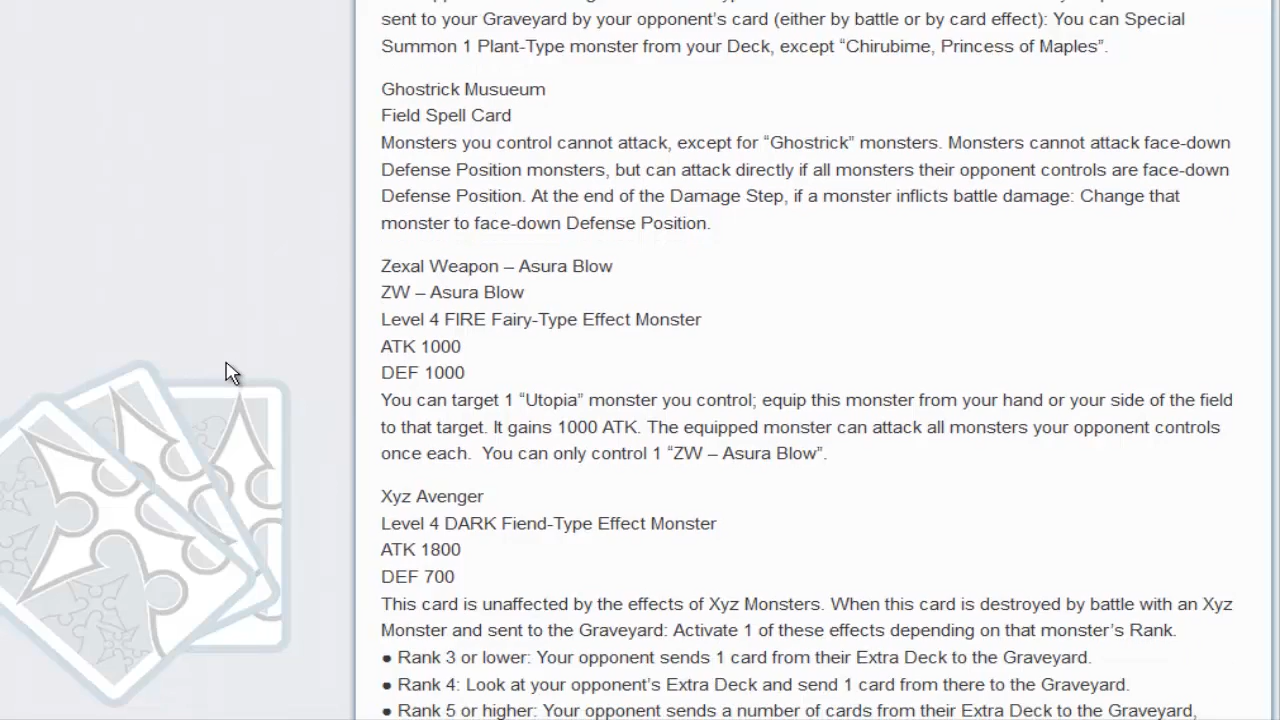 sent to your Graveyard by your opponent's card (either by battle or by card effect): You can Special
Summon 1 Plant-Type monster from your Deck, except “Chirubime, Princess of Maples”.
Ghostrick Musueum
Field Spell Card
Monsters you control cannot attack, except for “Ghostrick” monsters. Monsters cannot attack face-down
Defense Position monsters, but can attack directly if all monsters their opponent controls are face-down
Defense Position. At the end of the Damage Step, if a monster inflicts battle damage: Change that
monster to face-down Defense Position.
Zexal Weapon – Asura Blow
ZW – Asura Blow
Level 4 FIRE Fairy-Type Effect Monster
ATK 1000
DEF 1000
You can target 1 “Utopia” monster you control; equip this monster from your hand or your side of the field
to that target. It gains 1000 ATK. The equipped monster can attack all monsters your opponent controls
once each.  You can only control 1 “ZW – Asura Blow”.
Xyz Avenger
Level 4 DARK Fiend-Type Effect Monster
ATK 1800
DEF 700
This card is unaffected by the effects of Xyz Monsters. When this card is destroyed by battle with an Xyz
Monster and sent to the Graveyard: Activate 1 of these effects depending on that monster’s Rank.
● Rank 3 or lower: Your opponent sends 1 card from their Extra Deck to the Graveyard.
● Rank 4: Look at your opponent’s Extra Deck and send 1 card from there to the Graveyard.
● Rank 5 or higher: Your opponent sends a number of cards from their Extra Deck to the Graveyard,